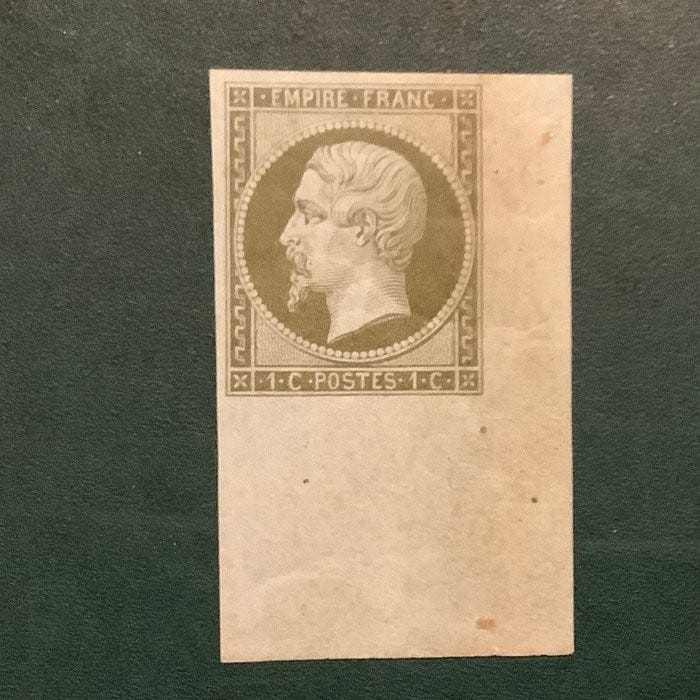 · EMPIRE · FRANC ·
· 1 · C · POSTES · 1 · C ·